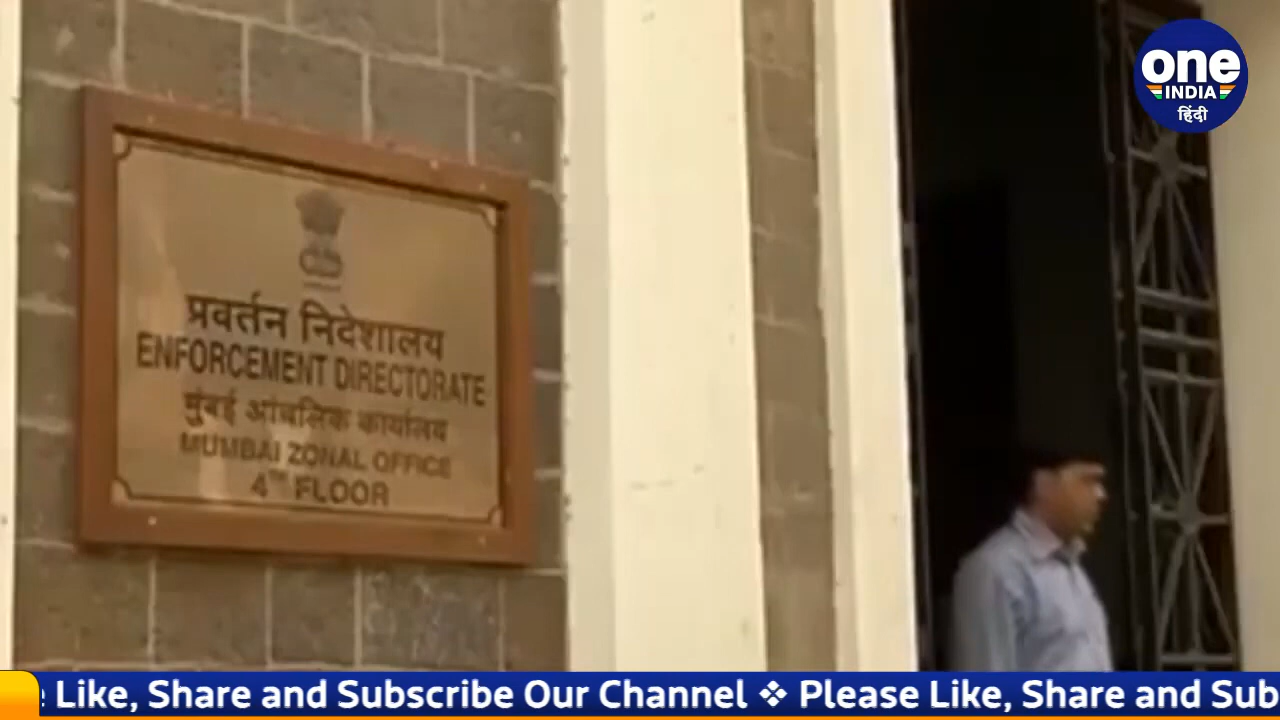 one
INDIA
हिंदी
प्रवर्तन निदेशालय
ENFORCEMENT DIRECTORATE
मुंबई आंचलिक कार्यालय
MUMBAI ZONAL OFFICE
4TH FLOOR
Like, Share and Subscribe Our Channel ❖ Please Like, Share and Sub